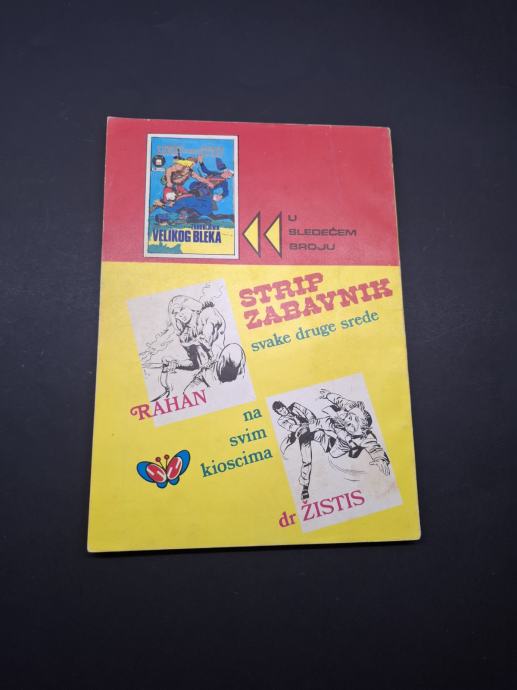 VELIKOG BLEKA
U
SLEDEĆEM
BROJU
STRIP
ZABAVNIK
svake druge srede
RAHAN
na
svim
kioscima
dr ŽISTIS